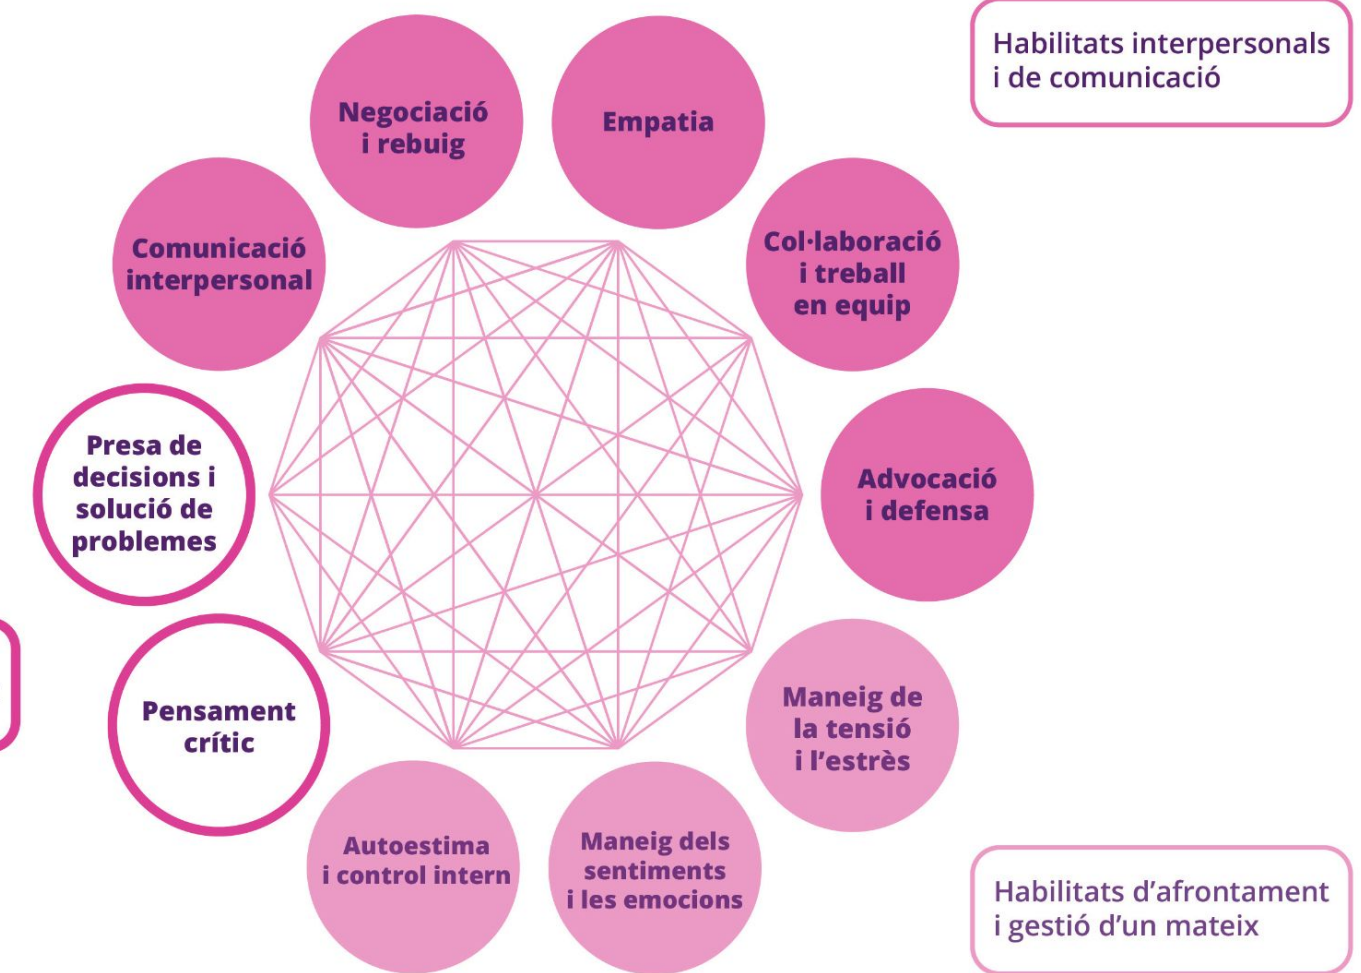 Habilitats interpersonals
i de comunicació
Negociació
i rebuig
Empatia
Comunicació
interpersonal
Col·laboració
i treball
en equip
Presa de
decisions i
solució de
problemes
Advocació
i defensa
Pensament
crític
Maneig de
la tensió
i l’estrès
Autoestima
i control intern
Maneig dels
sentiments
i les emocions
Habilitats d’afrontament
i gestió d’un mateix